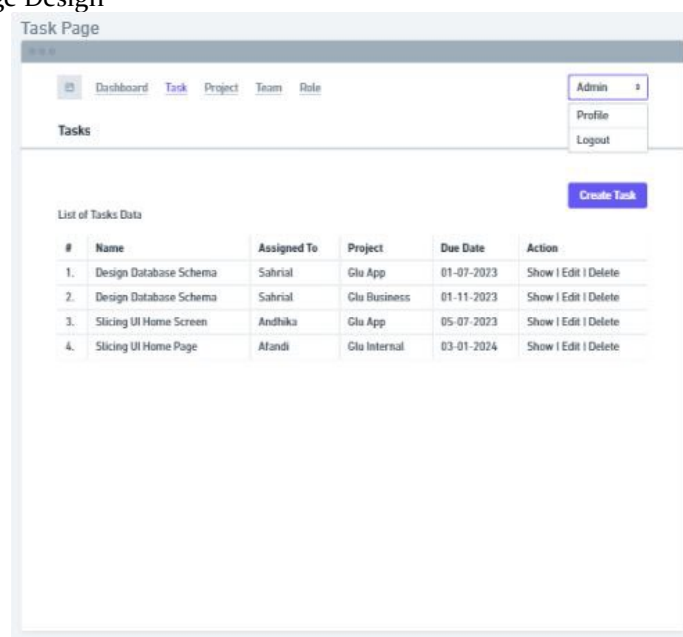 ge Design
Task Page
Dashboard Task Project Team Role Admin
Profile
Logout
Tasks
Create Task
List of Tasks Data
# Name Assigned To Project Due Date Action
1. Design Database Schema Sahrial Glu App 01-07-2023 Show | Edit | Delete
2. Design Database Schema Sahrial Glu Business 01-11-2023 Show | Edit | Delete
3. Slicing UI Home Screen Andhika Glu App 05-07-2023 Show | Edit | Delete
4. Slicing UI Home Page Afandi Glu Internal 03-01-2024 Show | Edit | Delete